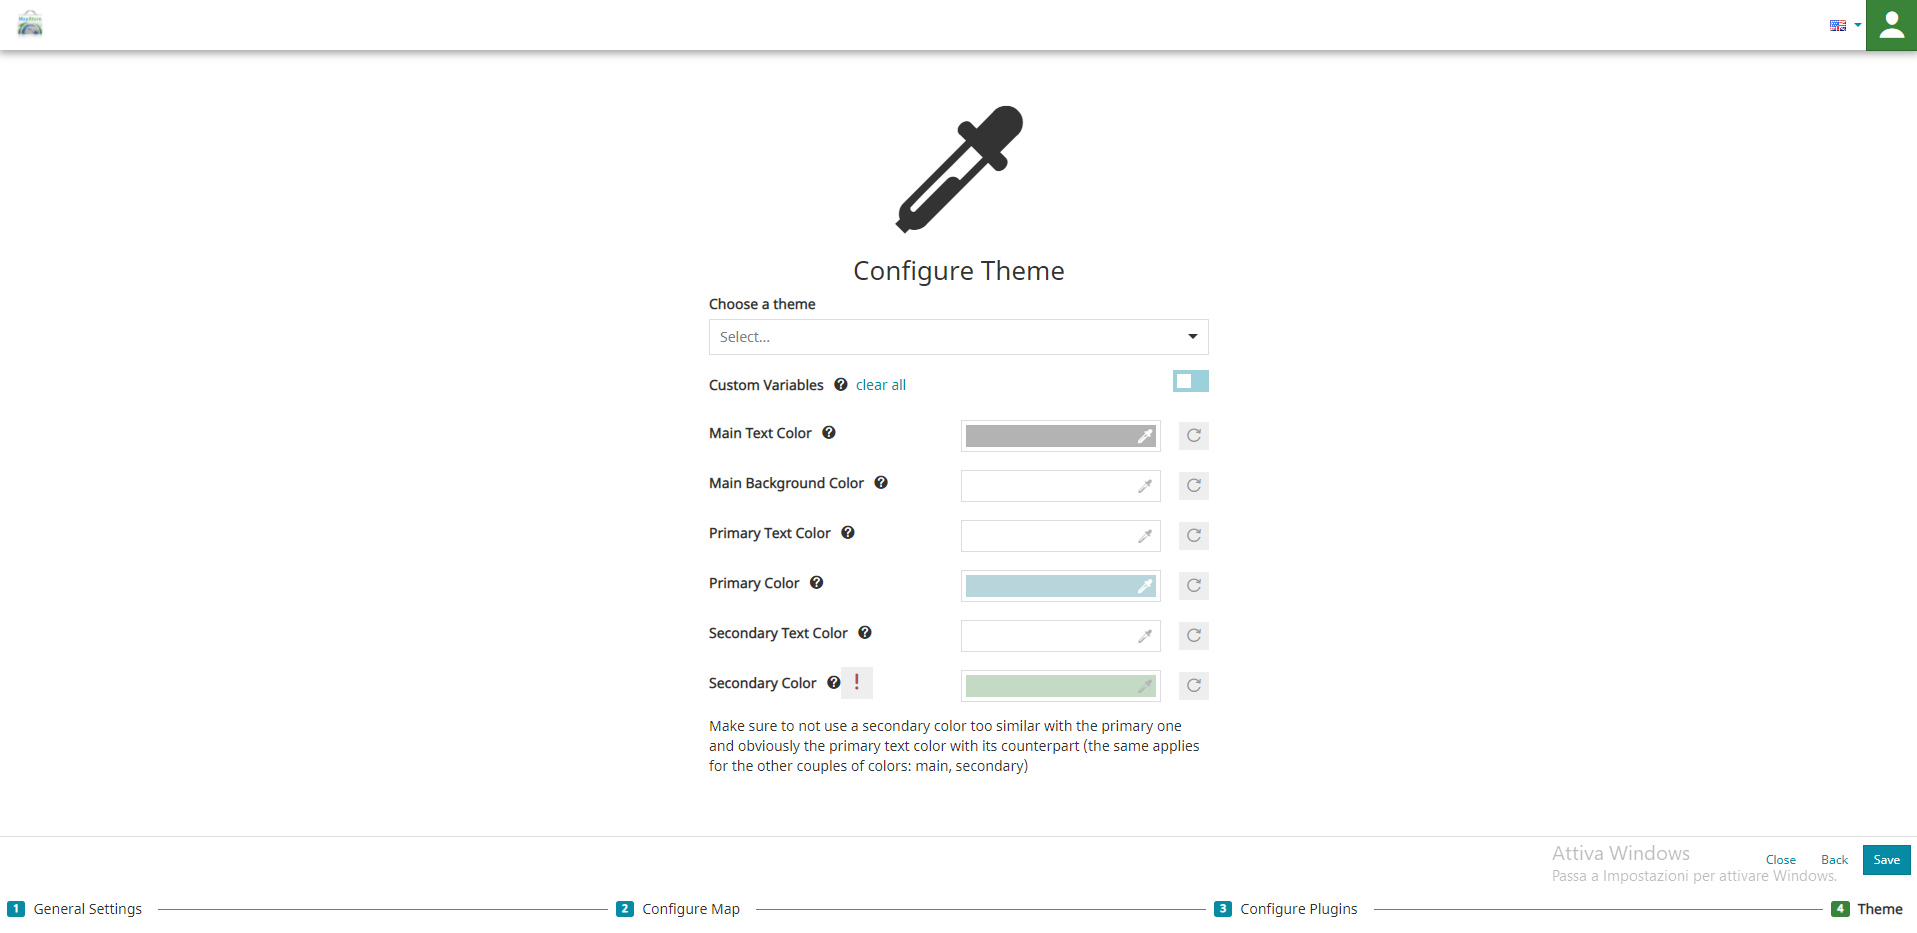 MapStore
Configure Theme
Choose a theme
Select...
Custom Variables clear all
Main Text Color
Main Background Color
Primary Text Color
Primary Color
Secondary Text Color
Secondary Color !
Make sure to not use a secondary color too similar with the primary one
and obviously the primary text color with its counterpart (the same applies
for the other couples of colors: main, secondary)
Attiva Windows
Passa a Impostazioni per attivare Windows.
Close Back Save
1 General Settings 2 Configure Map 3 Configure Plugins 4 Theme